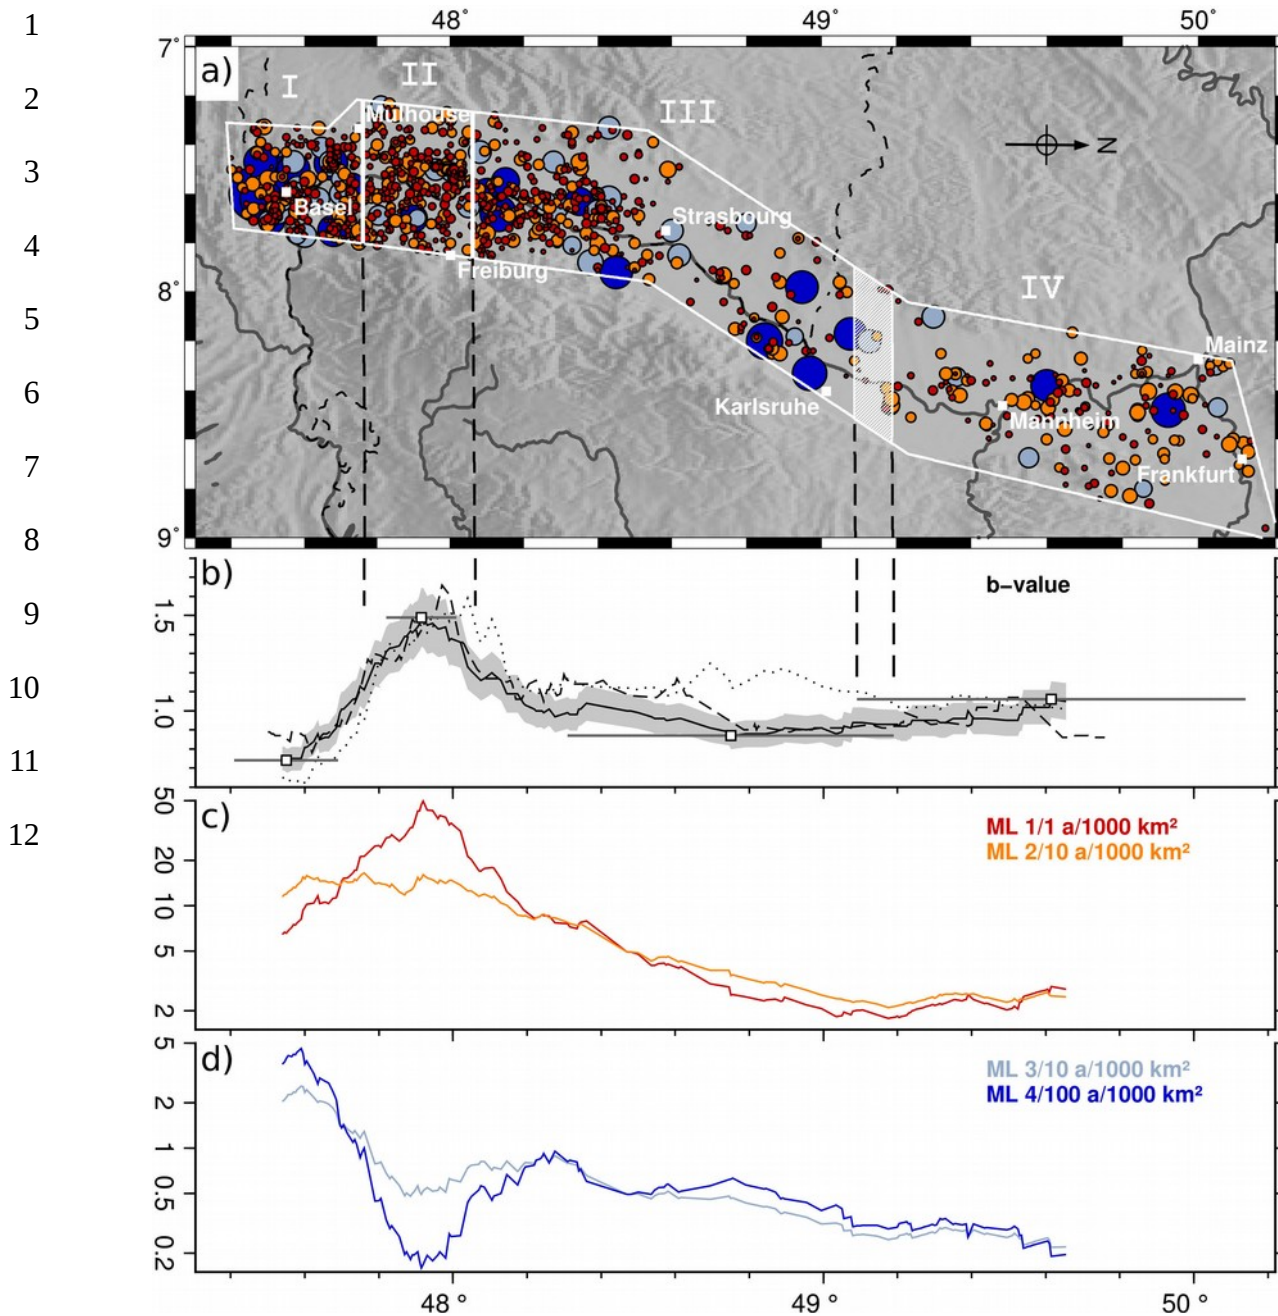 1
2
3
4
5
6
7
8
9
10
11
12
48°
49°
50°
7°
8°
9°
a)
I
II
III
IV
N
Mulhouse
Basel
Freiburg
Strasbourg
Karlsruhe
Mannheim
Mainz
Frankfurt
b)
b−value
1.5
1.0
c)
ML 1/1 a/1000 km²
ML 2/10 a/1000 km²
50
20
10
5
2
d)
ML 3/10 a/1000 km²
ML 4/100 a/1000 km²
5
2
1
0.5
0.2
48°
49°
50°